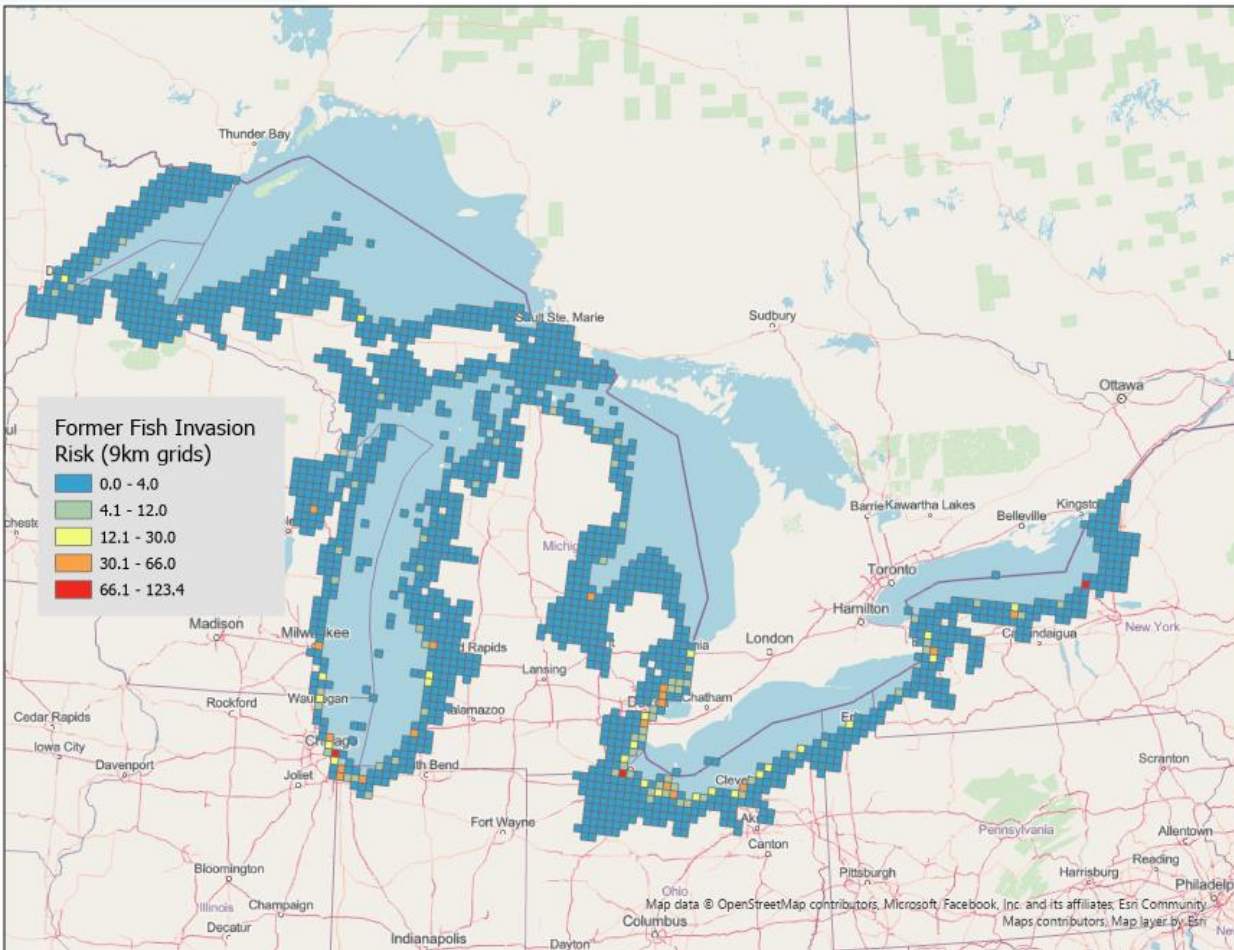 Thunder Bay
Sault Ste. Marie
Sudbury
Ottawa
Former Fish Invasion
Risk (9km grids)
0.0 - 4.0
4.1 - 12.0
12.1 - 30.0
30.1 - 66.0
66.1 - 123.4
Barrie
Kawartha Lakes
Belleville
Toronto
Hamilton
Madison
Milwaukee
London
New York
Lansing
Rockford
Chatham
Cedar Rapids
Iowa City
Davenport
Chicago
Joliet
Scranton
Fort Wayne
Canton
Pennsylvania
Allentown
Bloomington
Pittsburgh
Harrisburg
Reading
Illinois
Champaign
Ohio
Decatur
Columbus
Indianapolis
Dayton
Map data © OpenStreetMap contributors, Microsoft, Facebook, Inc. and its affiliates, Esri Community
Maps contributors, Map layer by Esri